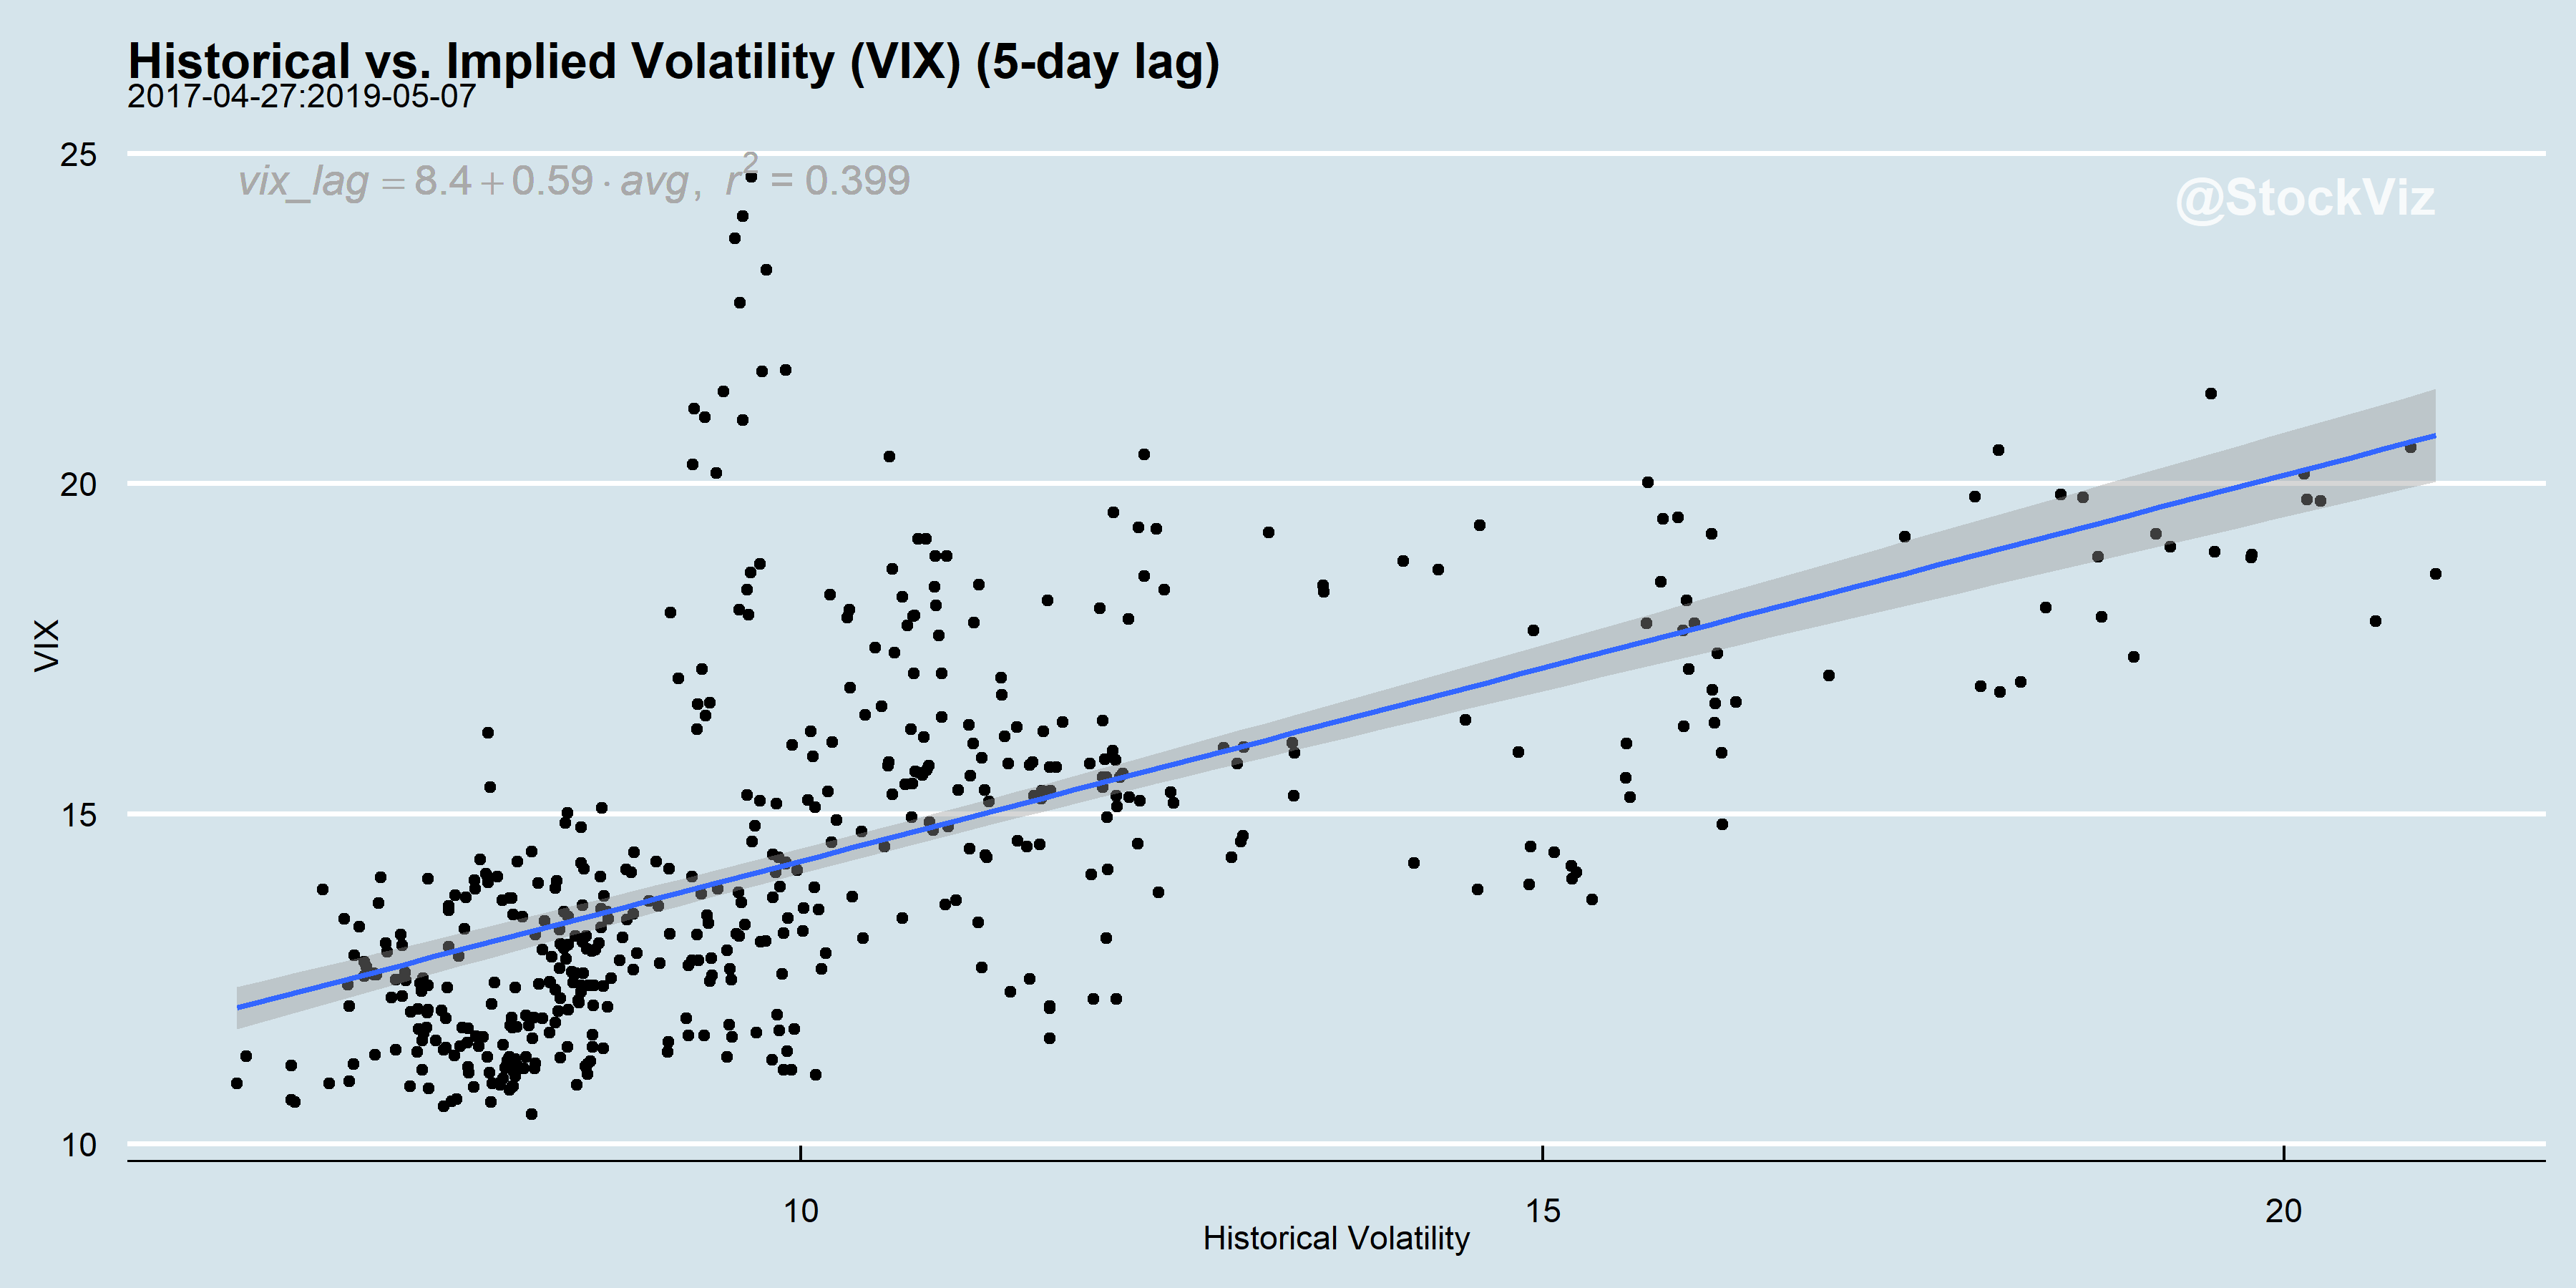 Historical vs. Implied Volatility (VIX) (5-day lag)
2017-04-27:2019-05-07
25
vix_lag = 8.4 + 0.59 · avg, r² = 0.399
@StockViz
20
VIX
15
10
10 15 20
Historical Volatility